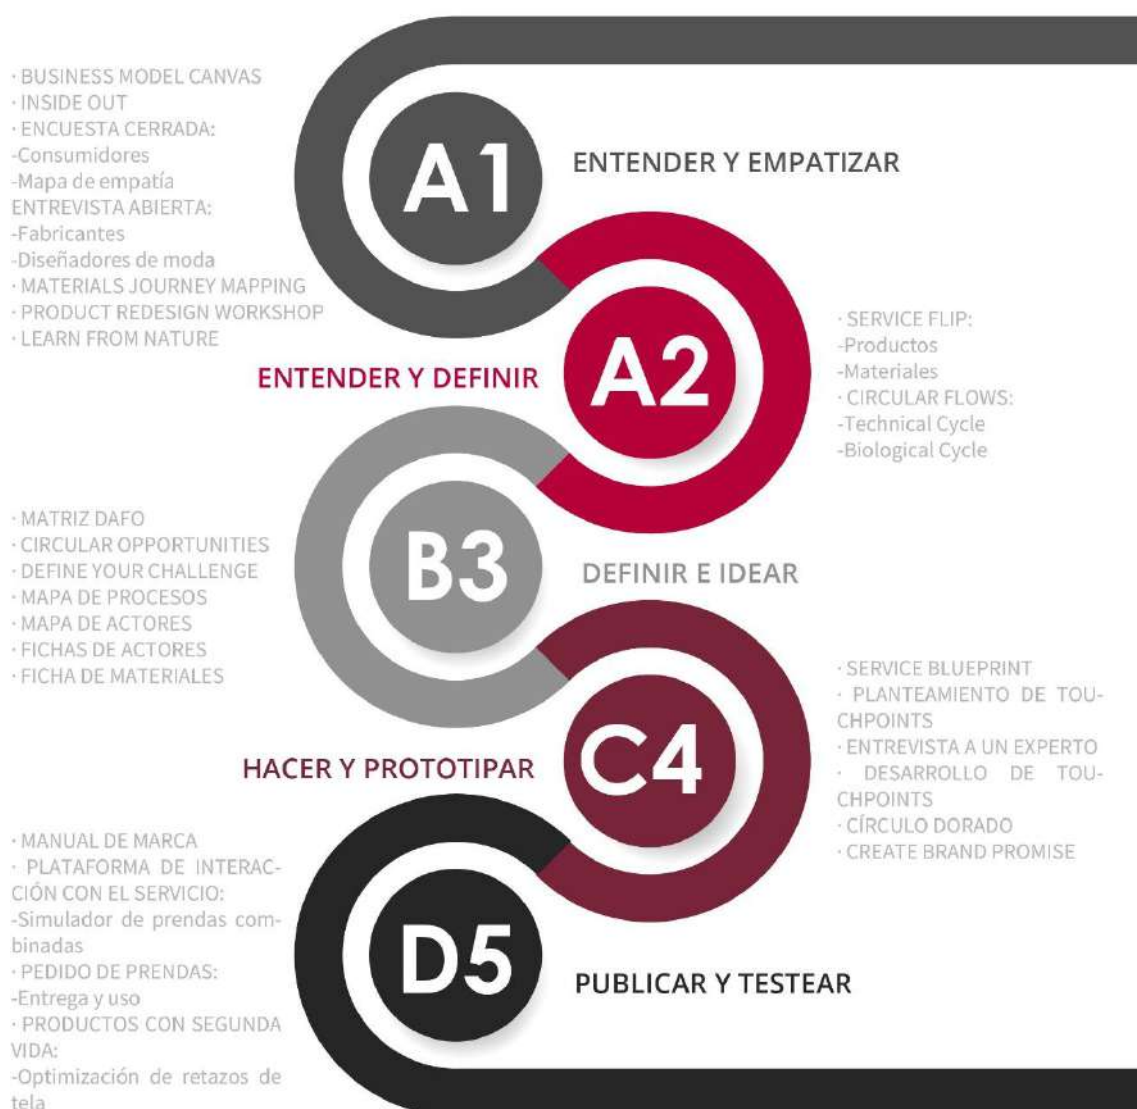 · BUSINESS MODEL CANVAS
· INSIDE OUT
· ENCUESTA CERRADA:
-Consumidores
-Mapa de empatía
ENTREVISTA ABIERTA:
-Fabricantes
-Diseñadores de moda
· MATERIALS JOURNEY MAPPING
· PRODUCT REDESIGN WORKSHOP
· LEARN FROM NATURE
A1
ENTENDER Y EMPATIZAR
ENTENDER Y DEFINIR
A2
· SERVICE FLIP:
-Productos
-Materiales
· CIRCULAR FLOWS:
-Technical Cycle
-Biological Cycle
· MATRIZ DAFO
· CIRCULAR OPPORTUNITIES
· DEFINE YOUR CHALLENGE
· MAPA DE PROCESOS
· MAPA DE ACTORES
· FICHAS DE ACTORES
· FICHA DE MATERIALES
B3
DEFINIR E IDEAR
HACER Y PROTOTIPAR
C4
· SERVICE BLUEPRINT
· PLANTEAMIENTO DE TOU-
CHPOINTS
· ENTREVISTA A UN EXPERTO
· DESARROLLO DE TOU-
CHPOINTS
· CÍRCULO DORADO
· CREATE BRAND PROMISE
· MANUAL DE MARCA
· PLATAFORMA DE INTERAC-
CIÓN CON EL SERVICIO:
-Simulador de prendas com-
binadas
· PEDIDO DE PRENDAS:
-Entrega y uso
· PRODUCTOS CON SEGUNDA
VIDA:
-Optimización de retazos de
tela
D5
PUBLICAR Y TESTEAR